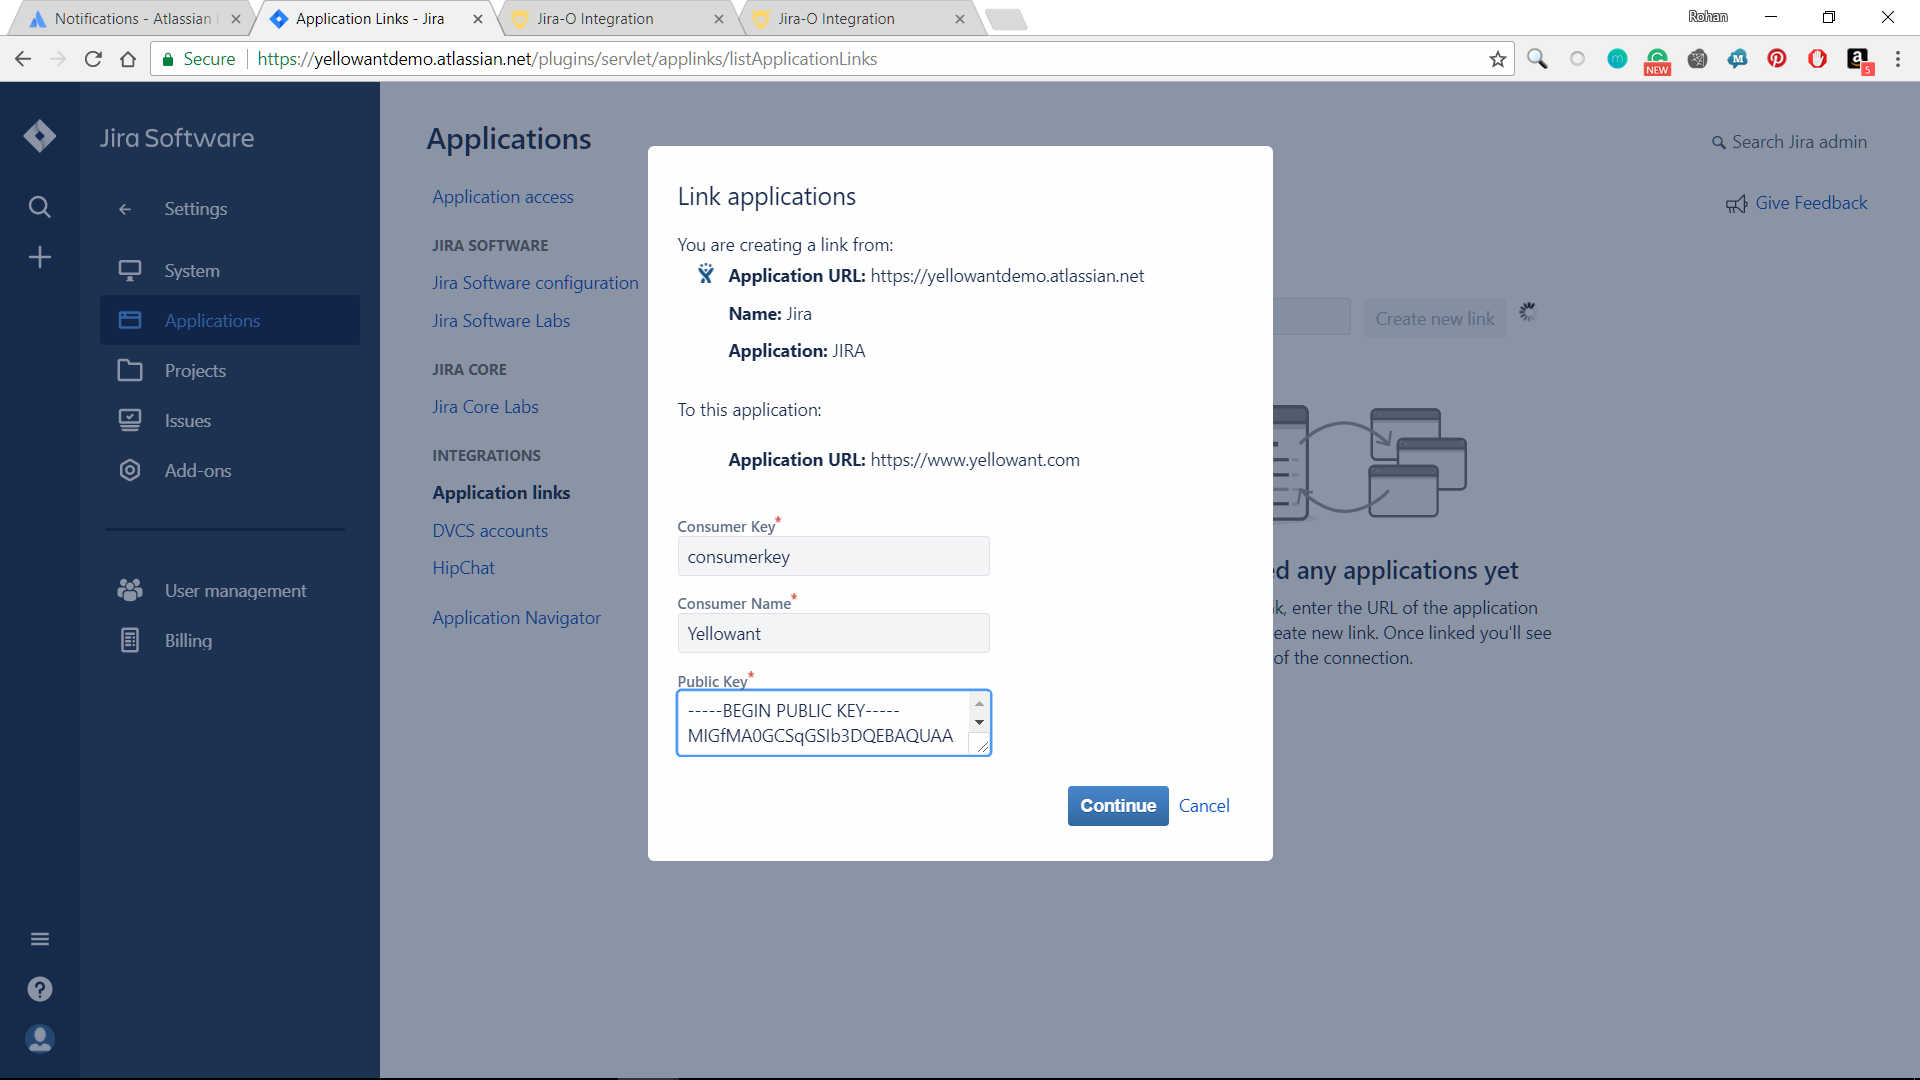 Notifications - Atlassian
Application Links - Jira
Jira-O Integration
Jira-O Integration
Rohan
Secure
https://yellowantdemo.atlassian.net/plugins/servlet/applinks/listApplicationLinks
m
NEW
M
a
5
Jira Software
Settings
System
Applications
Projects
Issues
Add-ons
User management
Billing
Applications
Search Jira admin
Give Feedback
Application access
JIRA SOFTWARE
Jira Software configuration
Jira Software Labs
JIRA CORE
Jira Core Labs
INTEGRATIONS
Application links
DVCS accounts
HipChat
Application Navigator
Create new link
ed any applications yet
k, enter the URL of the application
eate new link. Once linked you'll see
of the connection.
Link applications
You are creating a link from:
Application URL: https://yellowantdemo.atlassian.net
Name: Jira
Application: JIRA
To this application:
Application URL: https://www.yellowant.com
Consumer Key*
consumerkey
Consumer Name*
Yellowant
Public Key*
-----BEGIN PUBLIC KEY-----
MIGfMA0GCSqGSIb3DQEBAQUAA
Continue
Cancel